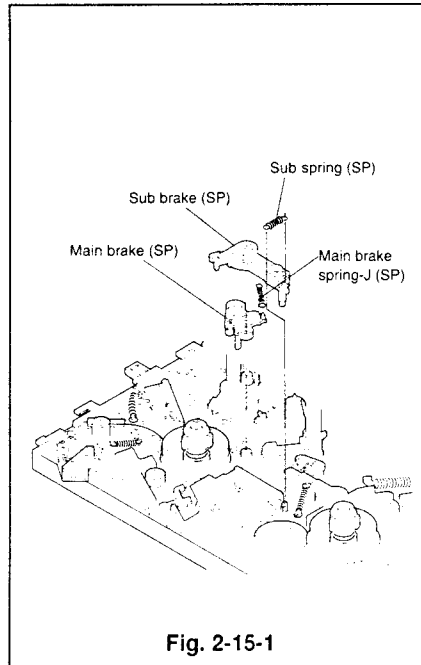 Sub spring (SP)
Sub brake (SP)
Main brake (SP)
Main brake
spring-J (SP)
Fig. 2-15-1